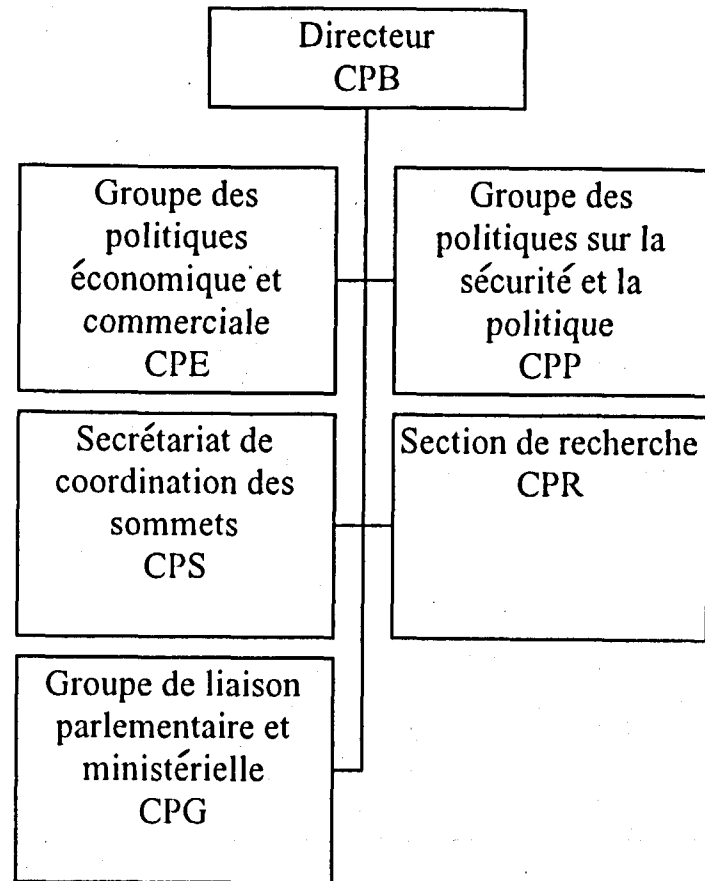 Directeur
CPB
Groupe des
politiques
économique et
commerciale
CPE
Groupe des
politiques sur la
sécurité et la
politique
CPP
Secrétariat de
coordination des
sommets
CPS
Section de recherche
CPR
Groupe de liaison
parlementaire et
ministérielle
CPG